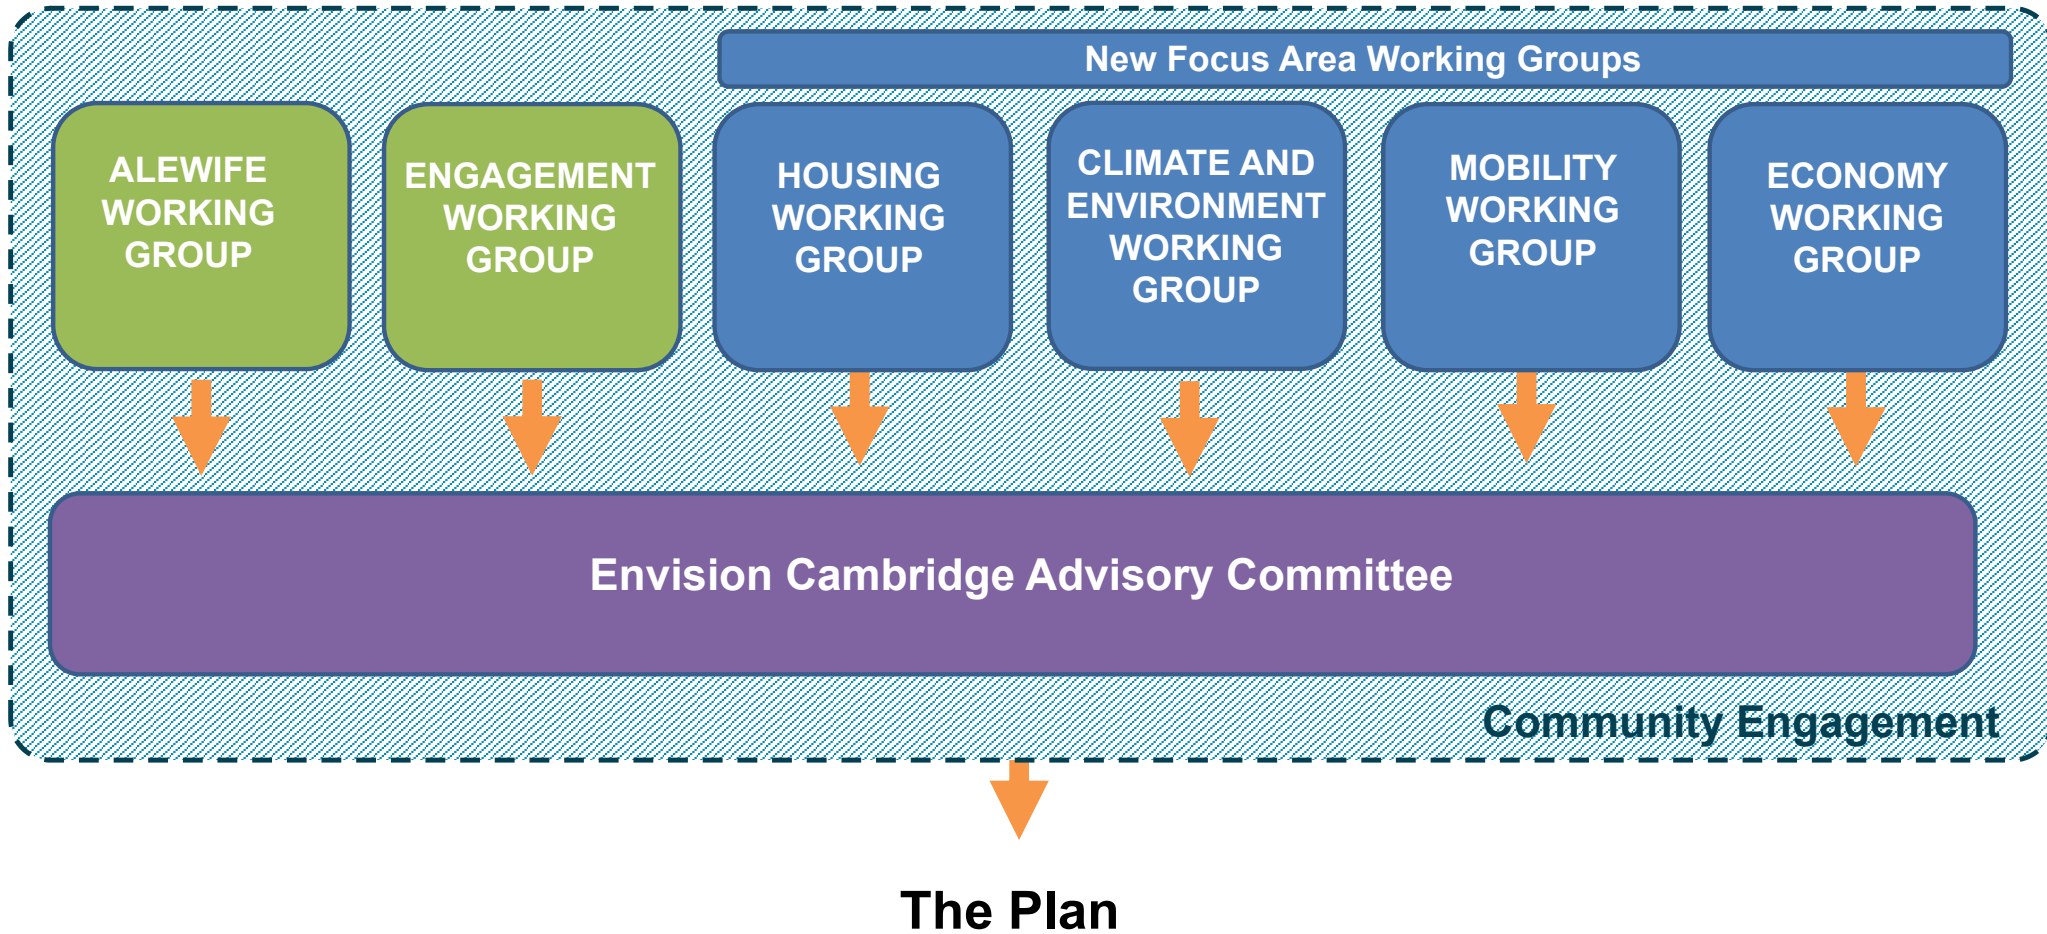 New Focus Area Working Groups
ALEWIFE
WORKING
GROUP
ENGAGEMENT
WORKING
GROUP
HOUSING
WORKING
GROUP
CLIMATE AND
ENVIRONMENT
WORKING
GROUP
MOBILITY
WORKING
GROUP
ECONOMY
WORKING
GROUP
Envision Cambridge Advisory Committee
Community Engagement
The Plan